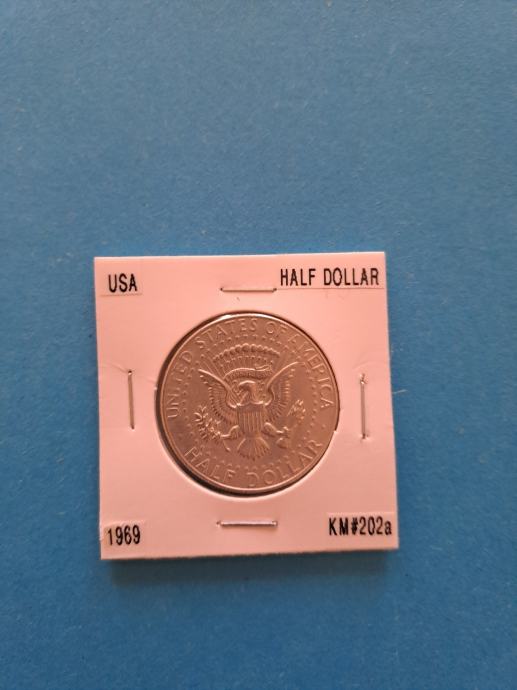 USA
HALF DOLLAR
UNITED STATES OF AMERICA
HALF DOLLAR
1969
KM#202a